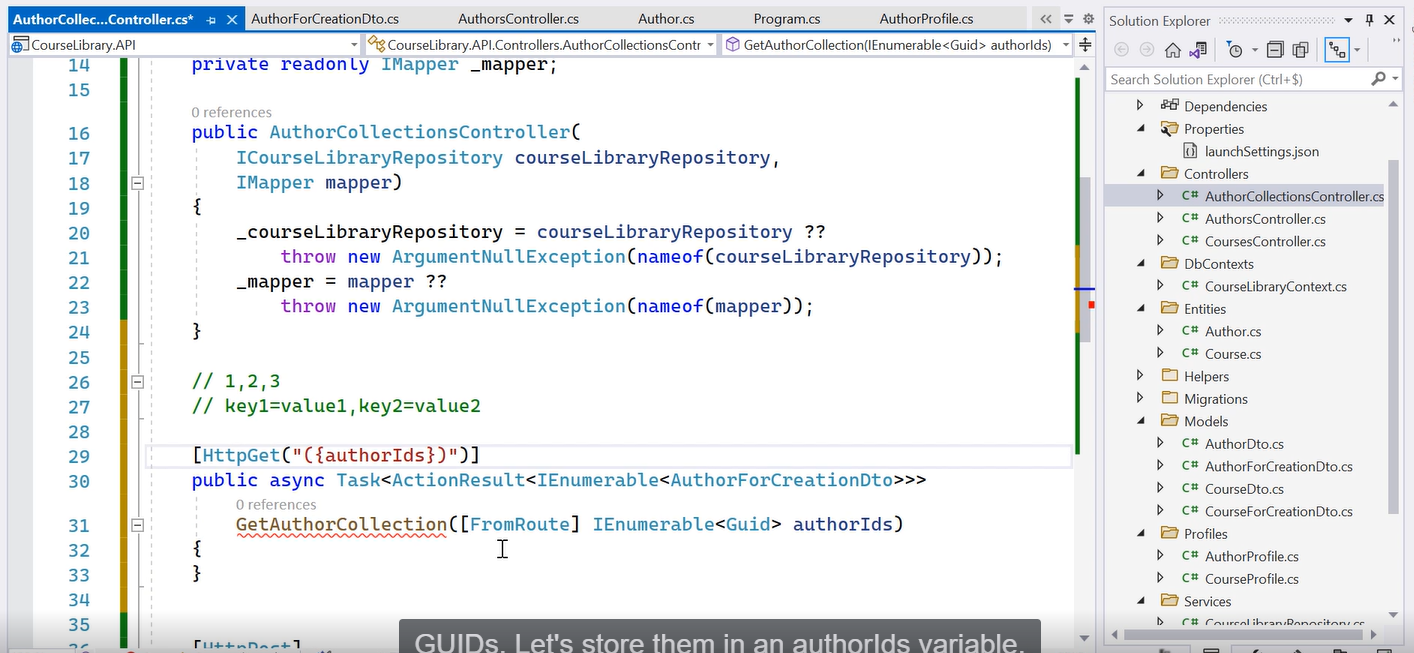 AuthorCollec...Controller.cs*
AuthorForCreationDto.cs
AuthorsController.cs
Author.cs
Program.cs
AuthorProfile.cs
CourseLibrary.API
CourseLibrary.API.Controllers.AuthorCollectionsContr
GetAuthorCollection(IEnumerable<Guid> authorIds)
14 private readonly IMapper _mapper;
15
0 references
16 public AuthorCollectionsController(
17 ICourseLibraryRepository courseLibraryRepository,
18 IMapper mapper)
19 {
20 _courseLibraryRepository = courseLibraryRepository ??
21 throw new ArgumentNullException(nameof(courseLibraryRepository));
22 _mapper = mapper ??
23 throw new ArgumentNullException(nameof(mapper));
24 }
25
26 // 1,2,3
27 // key1=value1,key2=value2
28
29 [HttpGet("({authorIds})")]
30 public async Task<ActionResult<IEnumerable<AuthorForCreationDto>>>
0 references
31 GetAuthorCollection([FromRoute] IEnumerable<Guid> authorIds)
32 {
33 }
34
35
36 [HttpPost]
GUIDs. Let's store them in an authorIds variable.
Solution Explorer
Search Solution Explorer (Ctrl+$)
Dependencies
Properties
launchSettings.json
Controllers
C# AuthorCollectionsController.cs
C# AuthorsController.cs
C# CoursesController.cs
DbContexts
C# CourseLibraryContext.cs
Entities
C# Author.cs
C# Course.cs
Helpers
Migrations
Models
C# AuthorDto.cs
C# AuthorForCreationDto.cs
C# CourseDto.cs
C# CourseForCreationDto.cs
Profiles
C# AuthorProfile.cs
C# CourseProfile.cs
Services
C# CourseLibraryRepository.cs